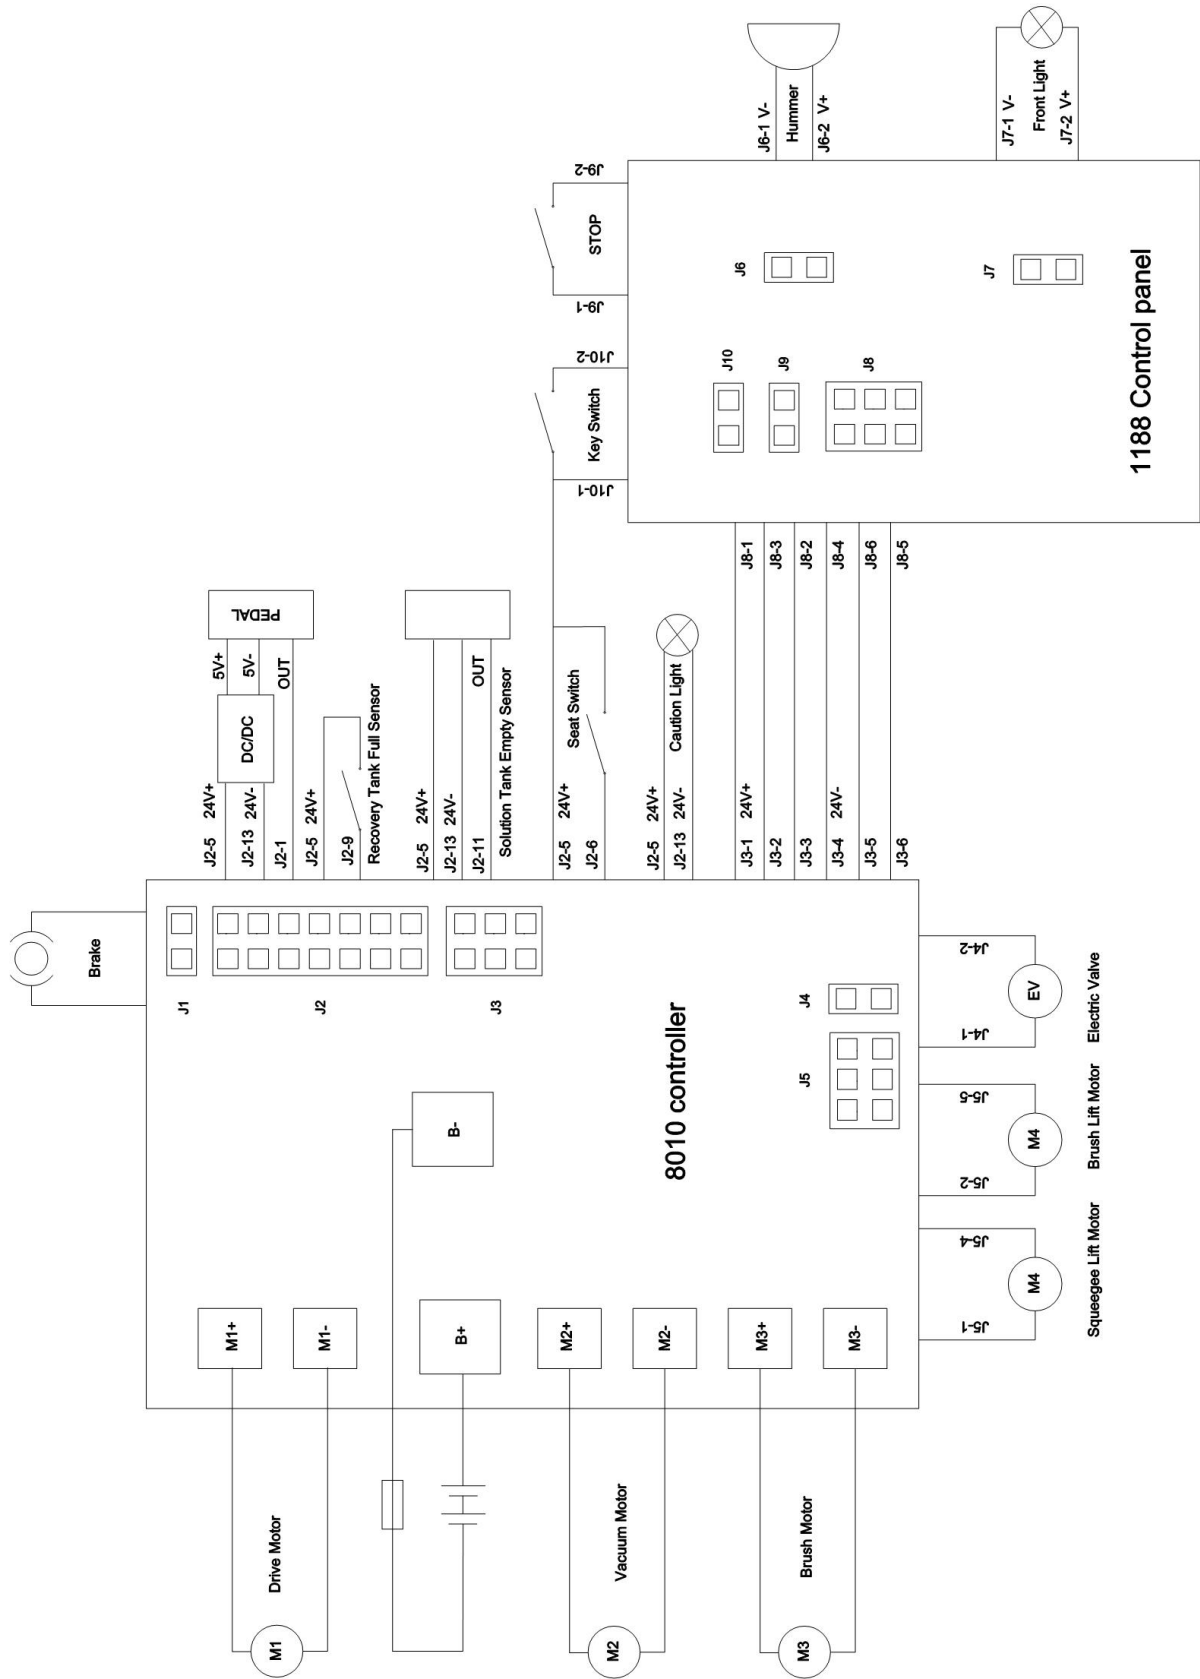 Brake
J1
J2
J3
J4
J5
8010 controller
B-
B+
M1+
M1-
M2+
M2-
M3+
M3-
Drive Motor
M1
Vacuum Motor
M2
Brush Motor
M3
J2-5 24V+
J2-13 24V-
J2-1
DC/DC
5V+
5V-
OUT
PEDAL
J2-5 24V+
J2-9
Recovery Tank Full Sensor
J2-5 24V+
J2-13 24V-
J2-11
OUT
Solution Tank Empty Sensor
J2-5 24V+
J2-6
Seat Switch
J2-5 24V+
J2-13 24V-
Caution Light
J3-1 24V+
J3-2
J3-3
J3-4 24V-
J3-5
J3-6
J8-1
J8-3
J8-2
J8-4
J8-6
J8-5
J10-1
Key Switch
J10-2
J9-1
STOP
J9-2
J10
J9
J8
J6
J7
1188 Control panel
J6-1 V-
Hummer
J6-2 V+
J7-1 V-
Front Light
J7-2 V+
J5-1
J5-4
M4
Squeegee Lift Motor
J5-2
J5-5
M4
Brush Lift Motor
J4-1
J4-2
EV
Electric Valve